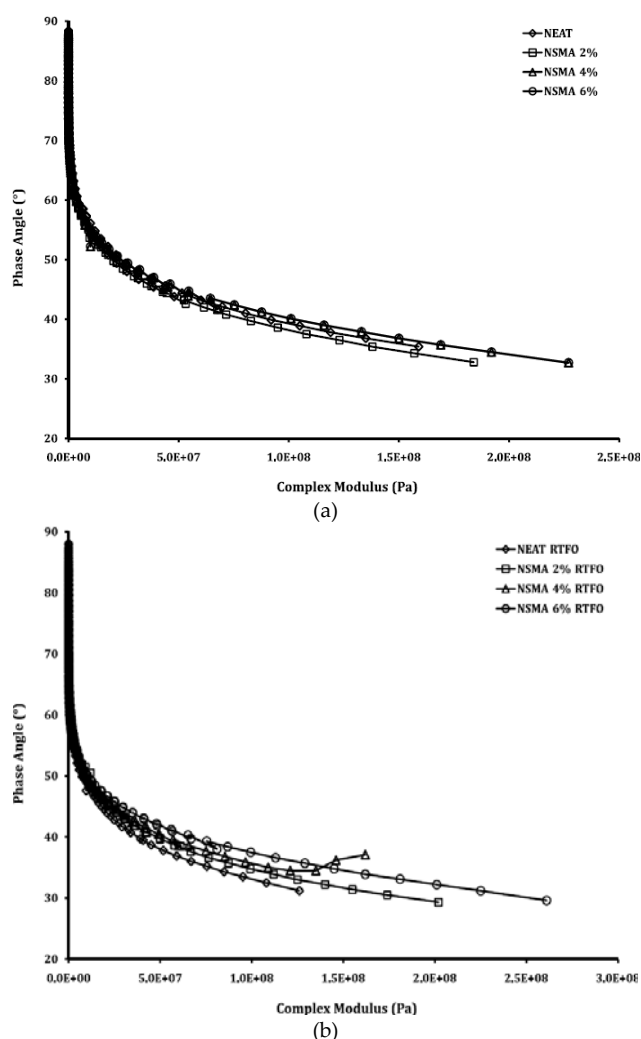 90
80
70
60
50
40
30
20
Phase Angle (°)
NEAT
NSMA 2%
NSMA 4%
NSMA 6%
0.0E+00 5.0E+07 1.0E+08 1.5E+08 2.0E+08 2.5E+08
Complex Modulus (Pa)
(a)
90
80
70
60
50
40
30
20
Phase Angle (°)
NEAT RTFO
NSMA 2% RTFO
NSMA 4% RTFO
NSMA 6% RTFO
0.0E+00 5.0E+07 1.0E+08 1.5E+08 2.0E+08 2.5E+08 3.0E+08
Complex Modulus (Pa)
(b)